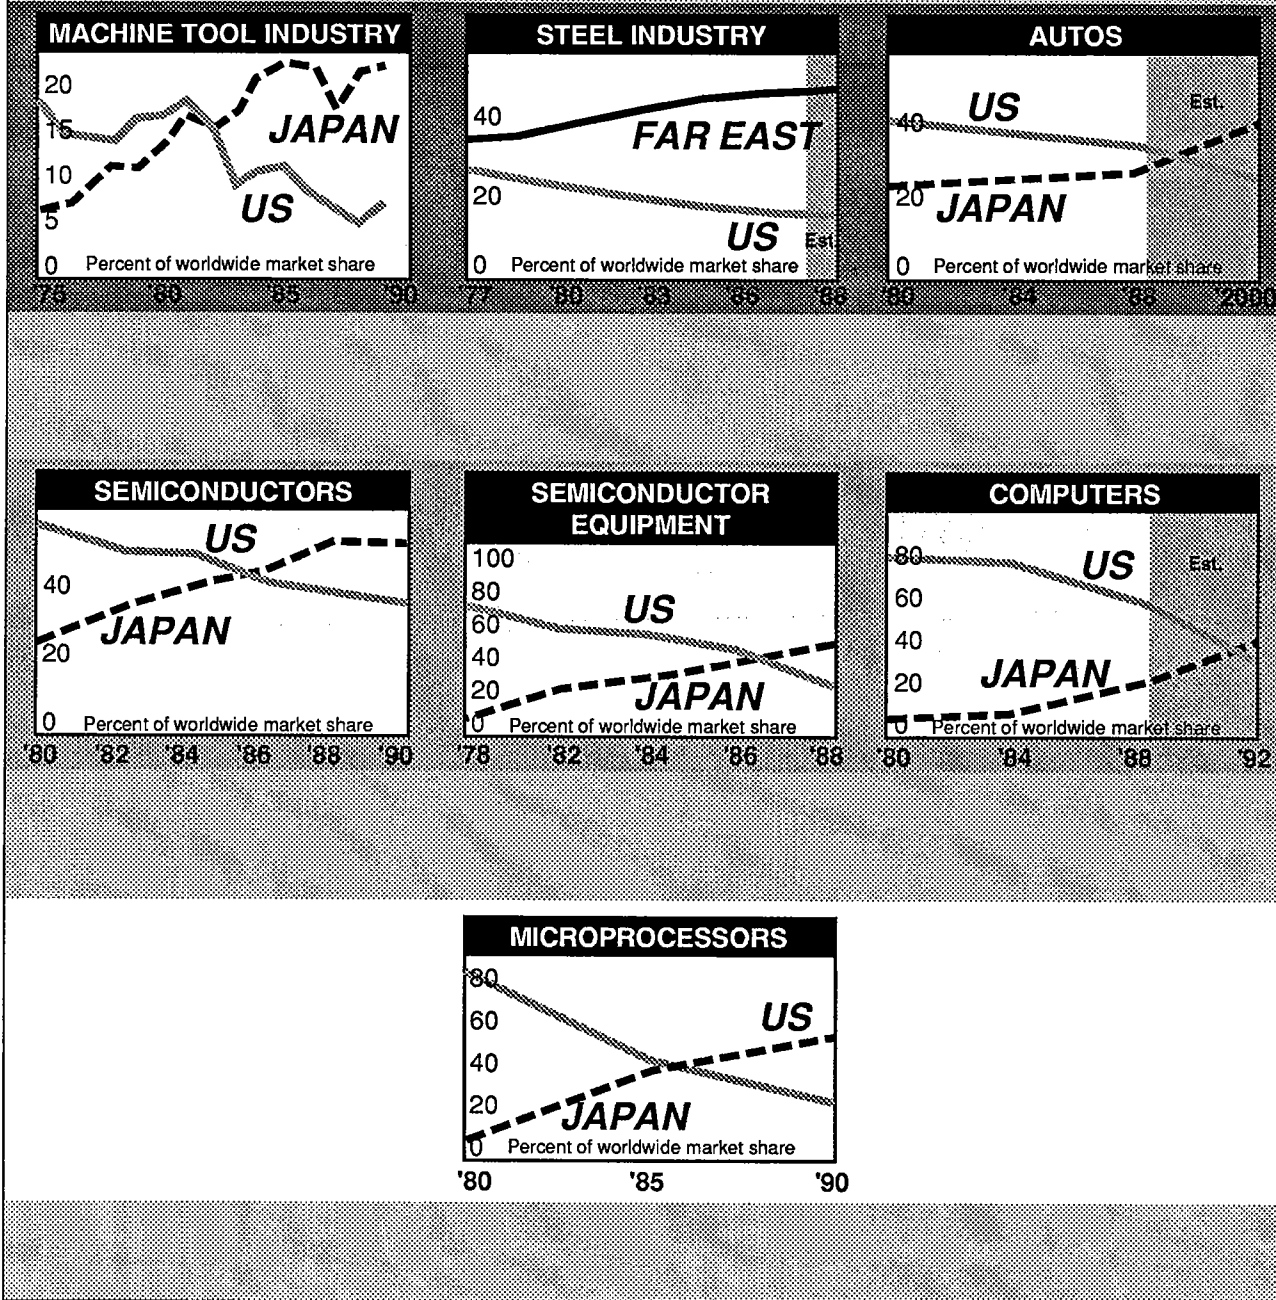 MACHINE TOOL INDUSTRY
20
15
10
5
0
JAPAN
US
Percent of worldwide market share
'75 '80 '85 '90
STEEL INDUSTRY
40
20
0
FAR EAST
US
Est.
Percent of worldwide market share
'77 '80 '83 '86 '88
AUTOS
40
20
0
US
JAPAN
Est.
Percent of worldwide market share
'80 '84 '88 2000
SEMICONDUCTORS
40
20
0
US
JAPAN
Percent of worldwide market share
'80 '82 '84 '86 '88 '90
SEMICONDUCTOR
EQUIPMENT
100
80
60
40
20
0
US
JAPAN
Percent of worldwide market share
'78 '82 '84 '86 '88
COMPUTERS
80
60
40
20
0
US
JAPAN
Est.
Percent of worldwide market share
'80 '84 '88 '92
MICROPROCESSORS
80
60
40
20
0
US
JAPAN
Percent of worldwide market share
'80 '85 '90